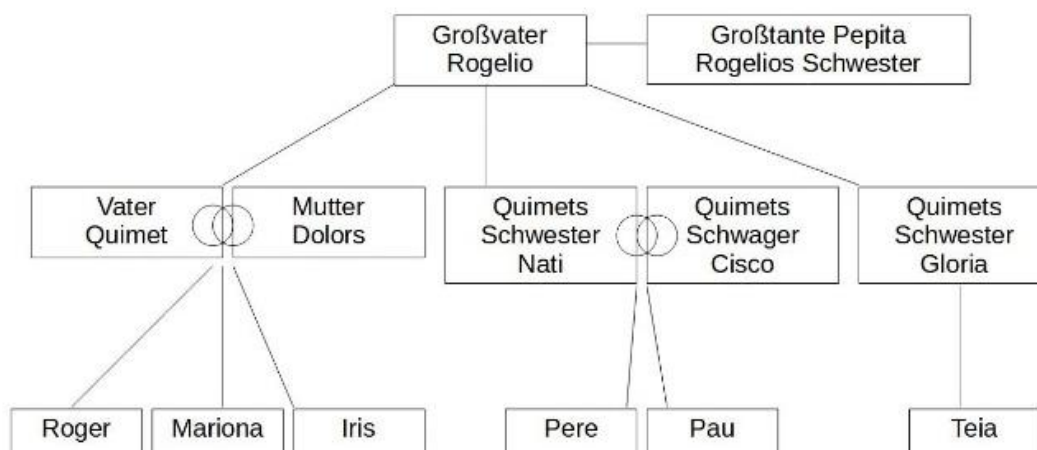 Großvater
Rogelio
Großtante Pepita
Rogelios Schwester
Vater
Quimet
Mutter
Dolors
Quimets
Schwester
Nati
Quimets
Schwager
Cisco
Quimets
Schwester
Gloria
Roger
Mariona
Iris
Pere
Pau
Teia